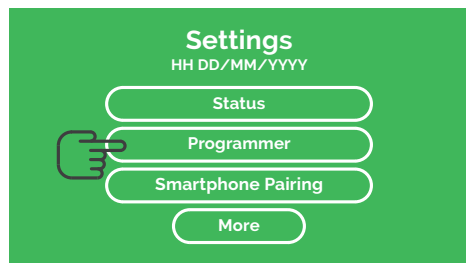 Settings
HH DD/MM/YYYY
Status
Programmer
Smartphone Pairing
More